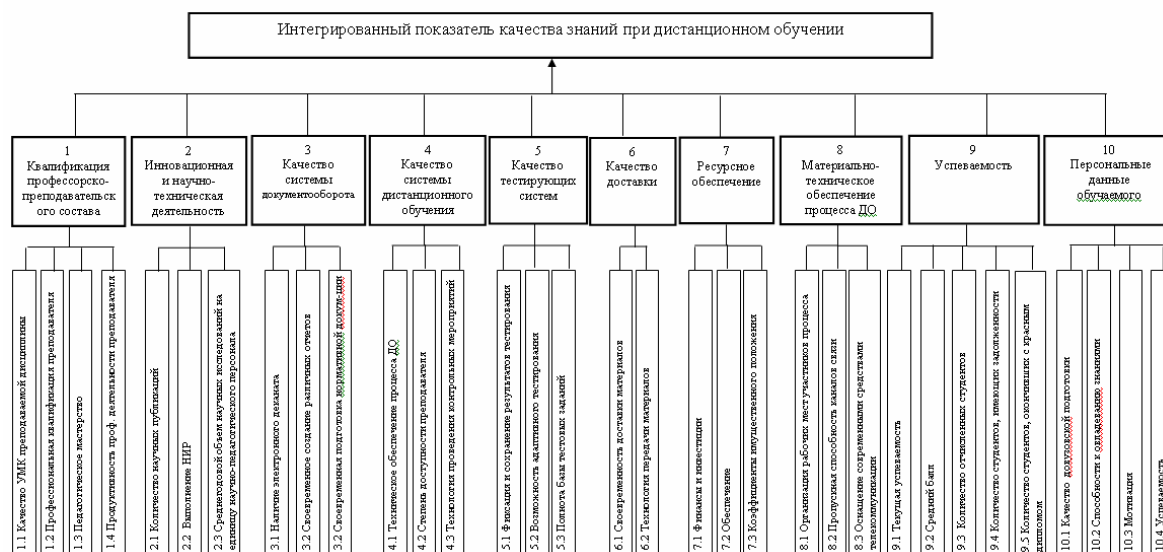 Интегрированный показатель качества знаний при дистанционном обучении
1
Квалификация
профессорско-
преподавательск
ого состава
2
Инновационная
и научно-
техническая
деятельность
3
Качество
системы
документооборота
4
Качество
системы
дистанционного
обучения
5
Качество
тестирующих
систем
6
Качество
доставки
7
Ресурсное
обеспечение
8
Материально-
техническое
обеспечение
процесса ДО
9
Успеваемость
10
Персональные
данные
обучаемого
1.1 Качество УМК преподаваемой дисциплины
1.2 Профессиональная квалификация преподавателя
1.3 Педагогическое мастерство
1.4 Продуктивность проф. деятельности преподавателя
2.1 Количество научных публикаций
2.2 Выполнение НИР
2.3 Среднегодовой объем научных исследований на
единицу научно-педагогического персонала
3.1 Наличие электронного деканата
3.2 Своевременное создание различных отчетов
3.2 Своевременная подготовка нормативной докум-ции
4.1 Техническое обеспечение процесса ДО
4.2 Степень доступности преподавателя
4.3 Технология проведения контрольных мероприятий
5.1 Фиксация и сохранение результатов тестирования
5.2 Возможность адаптивного тестирования
5.3 Полнота базы тестовых заданий
6.1 Своевременность доставки материалов
6.2 Технология передачи материалов
7.1 Финансы и инвестиции
7.2 Обеспечение
7.3 Коэффициенты имущественного положения
8.1 Организация рабочих мест участников процесса
8.2 Пропускная способность каналов связи
8.3 Оснащение современными средствами
телекоммуникации
9.1 Текущая успеваемость
9.2 Средний балл
9.3 Количество отчисленных студентов
9.4 Количество студентов, имеющих задолженности
9.5 Количество студентов, окончивших с красным
дипломом
10.1 Качество довузовской подготовки
10.2 Способности к овладеванию знаниями
10.3 Мотивация
10.4 Успеваемость